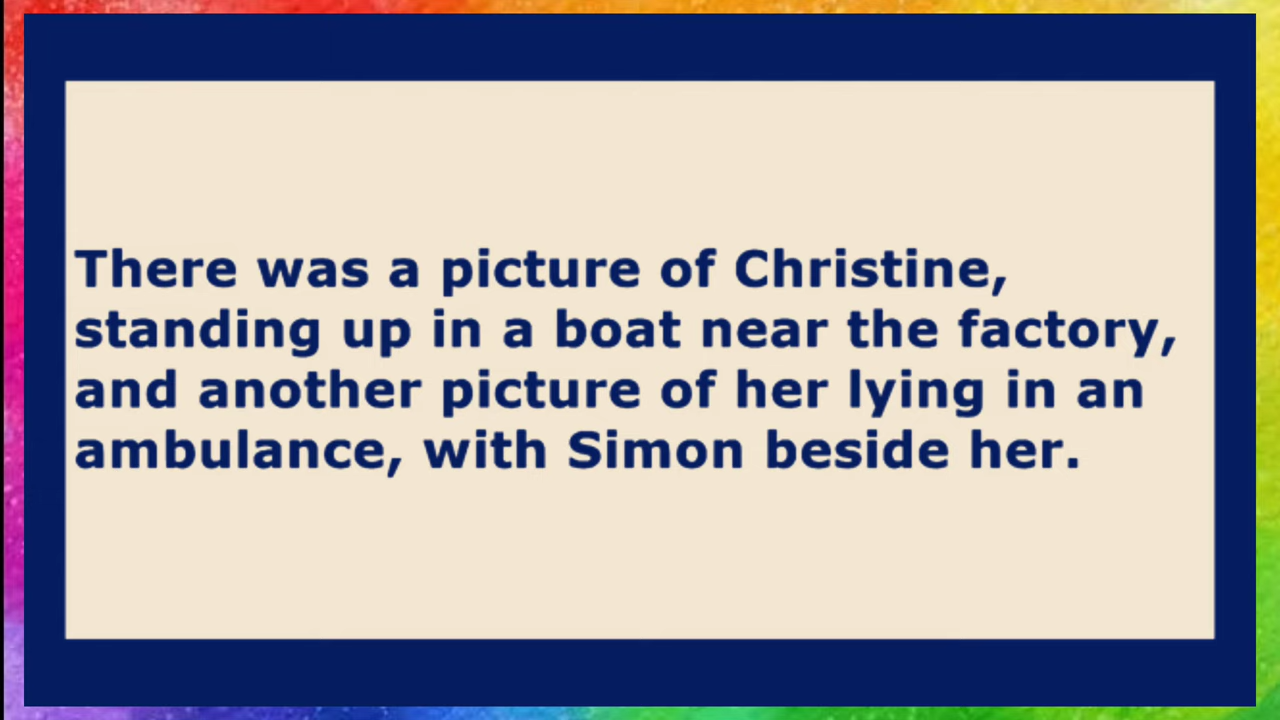 There was a picture of Christine,
standing up in a boat near the factory,
and another picture of her lying in an
ambulance, with Simon beside her.